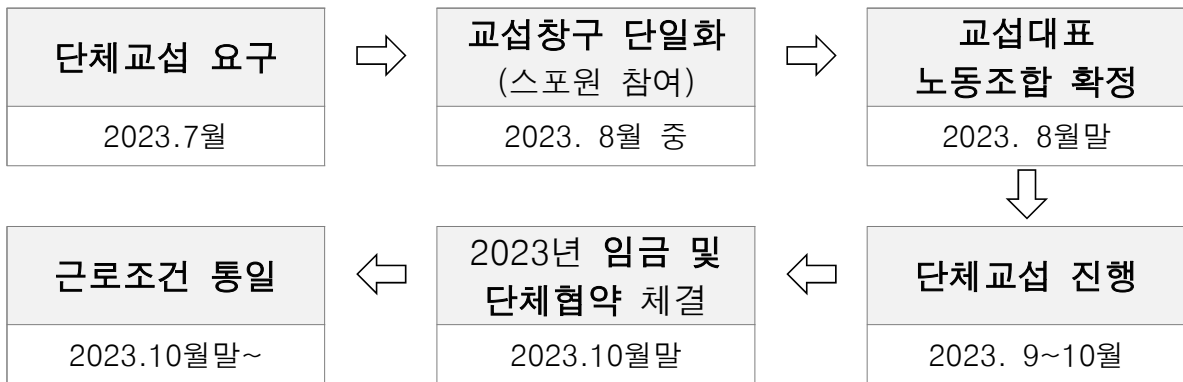 단체교섭 요구
2023.7월
교섭창구 단일화
(스포원 참여)
2023. 8월 중
교섭대표
노동조합 확정
2023. 8월말
단체교섭 진행
2023. 9~10월
2023년 임금 및
단체협약 체결
2023.10월말
근로조건 통일
2023.10월말~